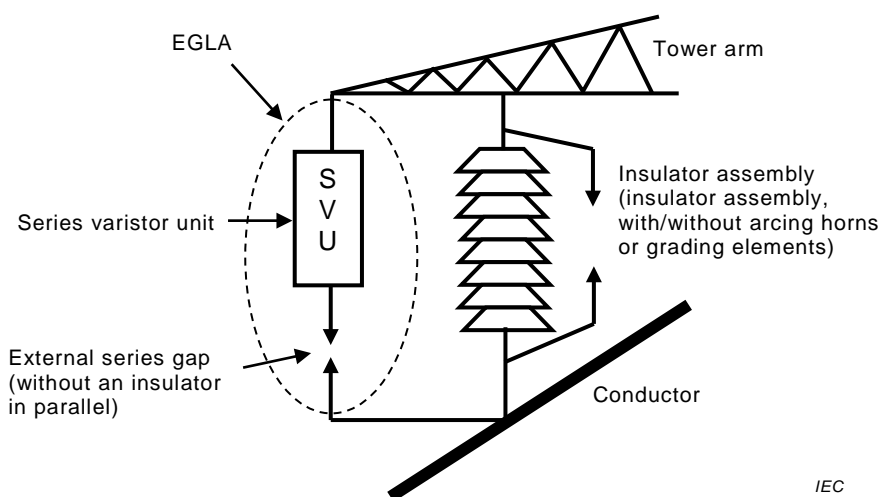 EGLA
Tower arm
S
V
U
Series varistor unit
Insulator assembly
(insulator assembly,
with/without arcing horns
or grading elements)
External series gap
(without an insulator
in parallel)
Conductor
IEC